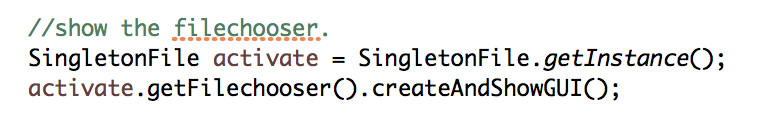 //show the filechooser.
SingletonFile activate = SingletonFile.getInstance();
activate.getFilechooser().createAndShowGUI();